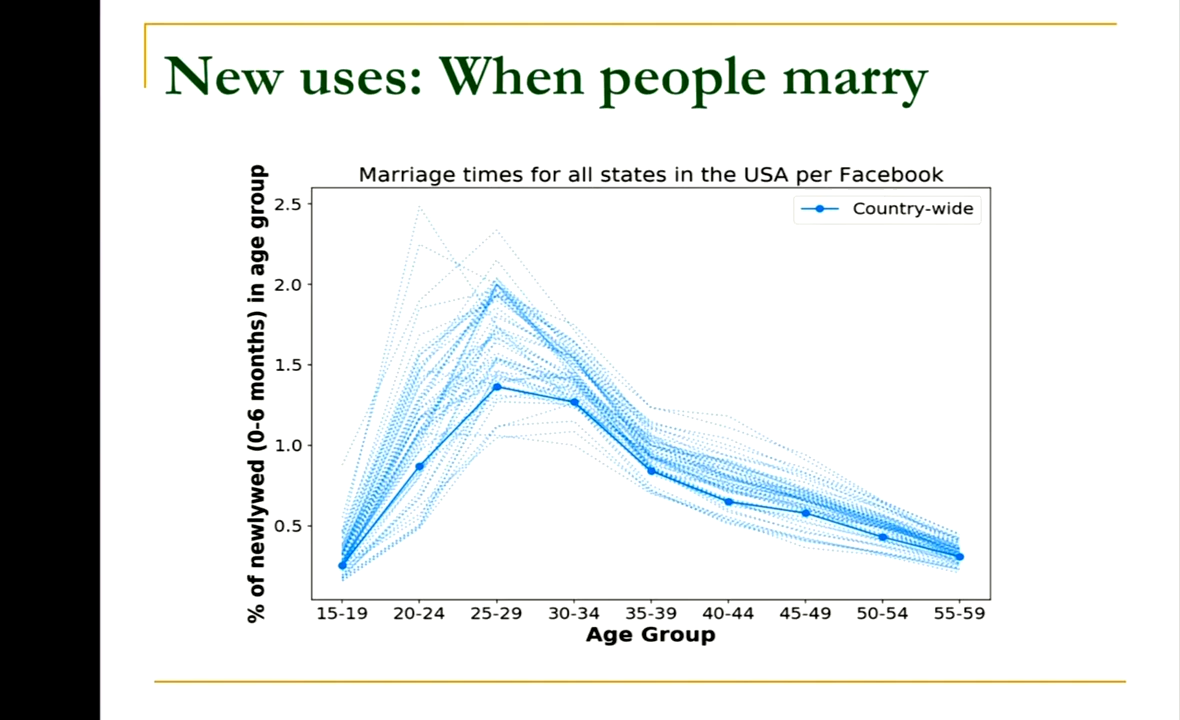 New uses: When people marry
Marriage times for all states in the USA per Facebook
Country-wide
% of newlywed (0-6 months) in age group
2.5
2.0
1.5
1.0
0.5
15-19 20-24 25-29 30-34 35-39 40-44 45-49 50-54 55-59
Age Group